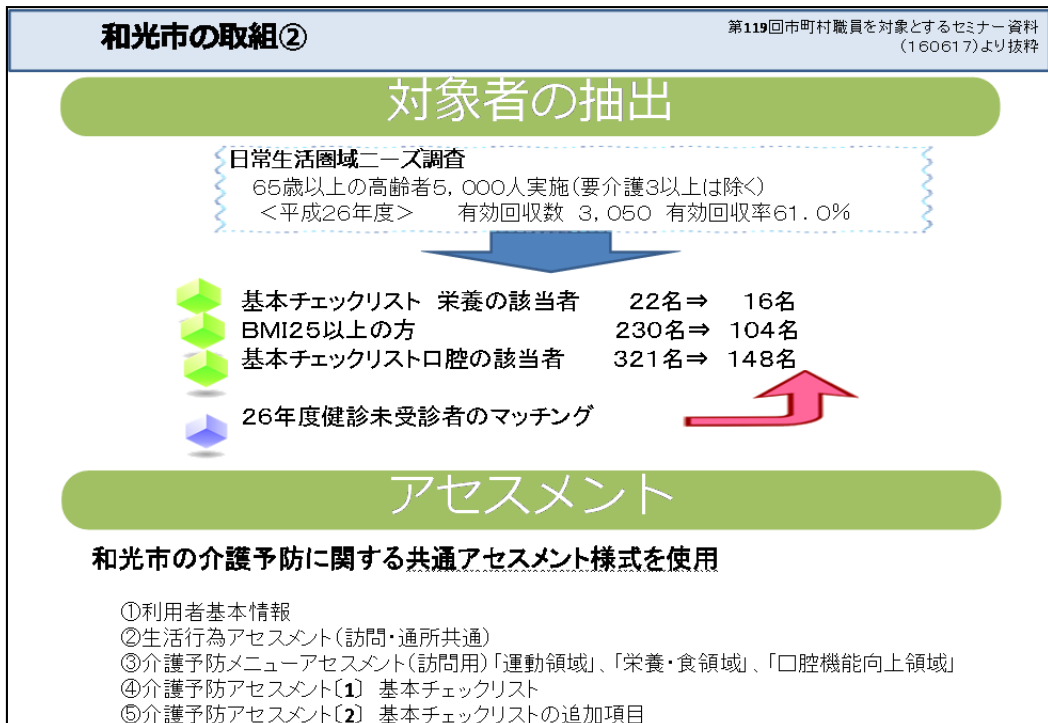 和光市の取組②
第119回市町村職員を対象とするセミナー資料
(160617)より抜粋
対象者の抽出
日常生活圏域ニーズ調査
65歳以上の高齢者5,000人実施(要介護3以上は除く)
<平成26年度> 有効回収数 3,050 有効回収率61.0%
基本チェックリスト 栄養の該当者 22名⇒ 16名
BMI25以上の方 230名⇒ 104名
基本チェックリスト口腔の該当者 321名⇒ 148名
26年度健診未受診者のマッチング
アセスメント
和光市の介護予防に関する共通アセスメント様式を使用
①利用者基本情報
②生活行為アセスメント(訪問・通所共通)
③介護予防メニューアセスメント(訪問用)「運動領域」、「栄養・食領域」、「口腔機能向上領域」
④介護予防アセスメント〔1〕 基本チェックリスト
⑤介護予防アセスメント〔2〕 基本チェックリストの追加項目